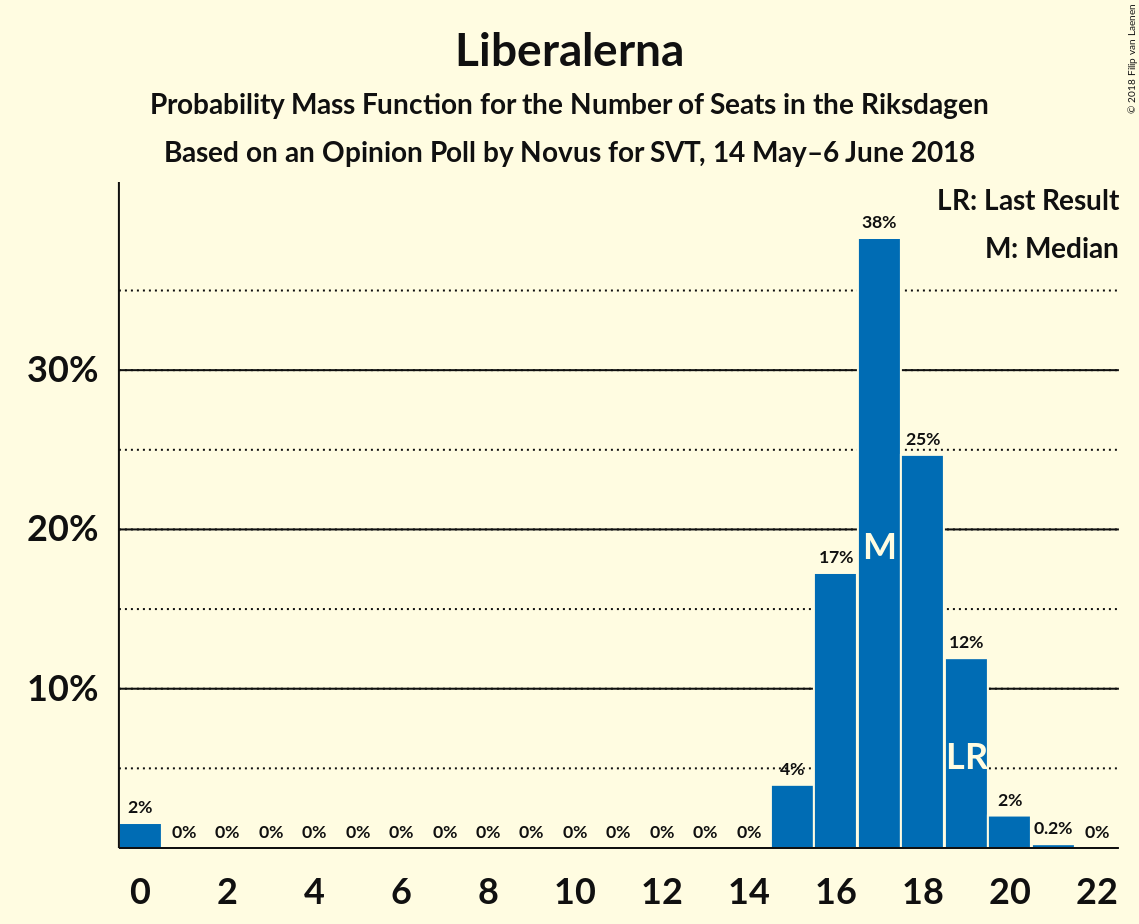 Liberalerna
Probability Mass Function for the Number of Seats in the Riksdagen
Based on an Opinion Poll by Novus for SVT, 14 May–6 June 2018
© 2018 Filip van Laenen
LR: Last Result
M: Median
38%
30%
25%
20%
M
17%
12%
10%
LR
4%
2% 0% 0% 0% 0% 0% 0% 0% 0% 0% 0% 0% 0% 0% 0% 2% 0.2% 0%
0 2 4 6 8 10 12 14 16 18 20 22